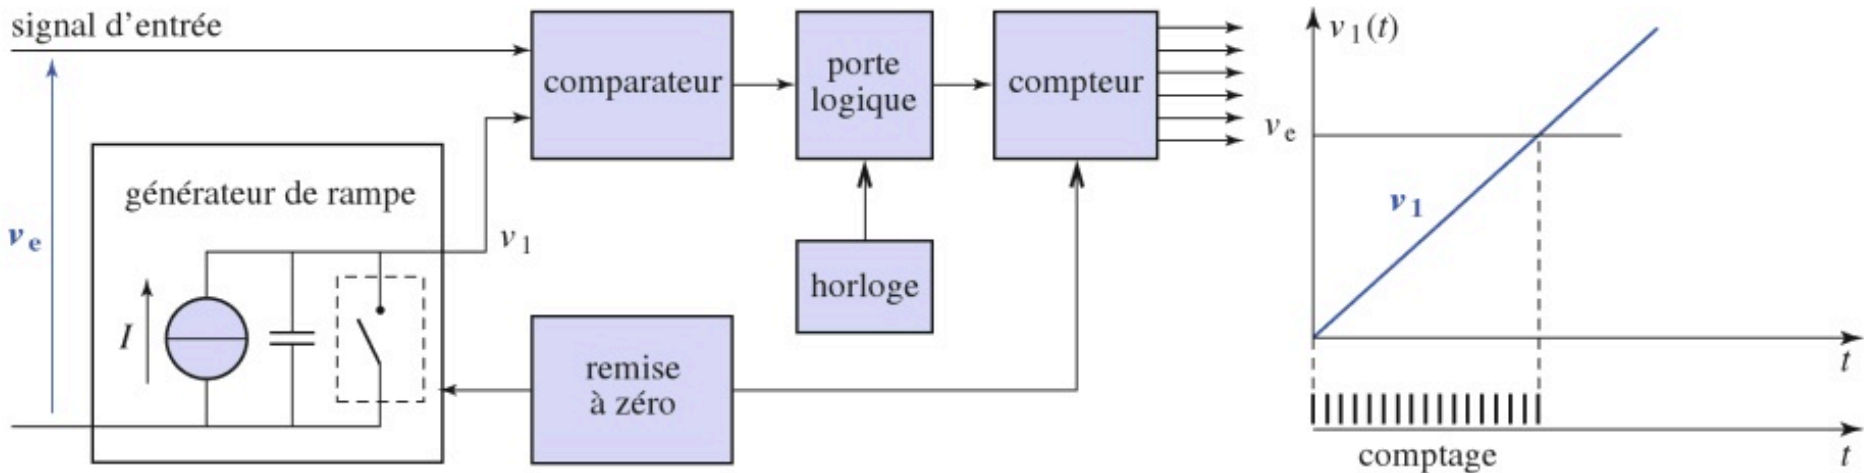 signal d'entrée
comparateur
porte
logique
compteur
v₁(t)
vₑ
v₁
t
comptage
t
générateur de rampe
vₑ
v₁
I
horloge
remise
à zéro